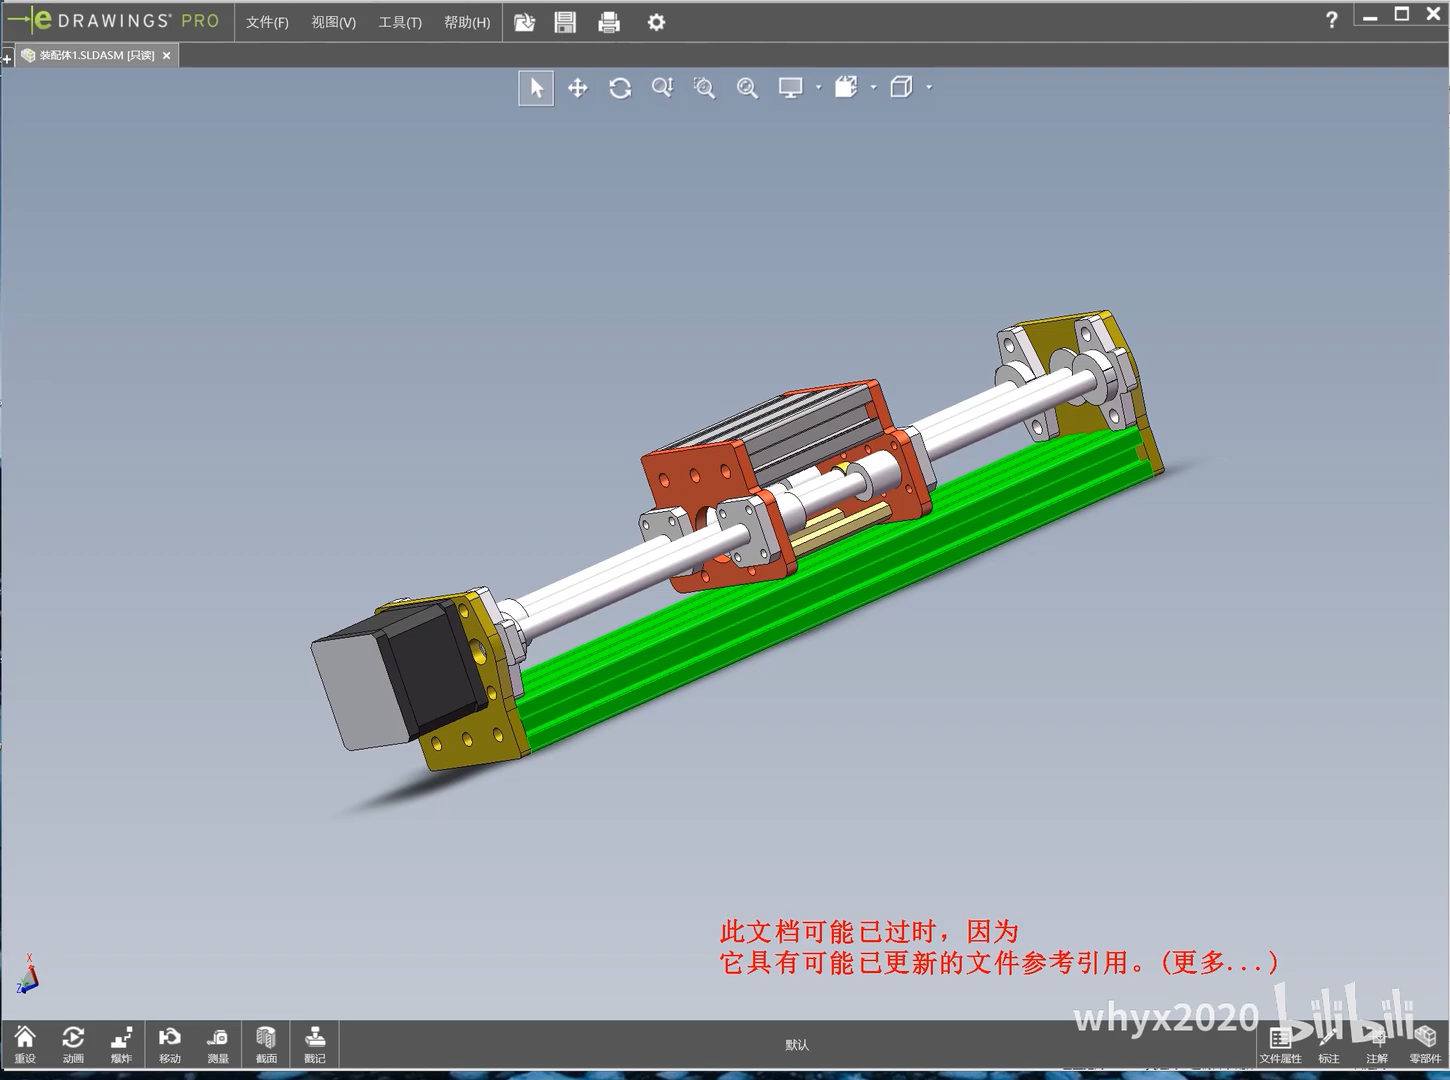 eDRAWINGS® PRO
文件(F) 视图(V) 工具(T) 帮助(H)
?
装配体1.SLDASM [只读]
此文档可能已过时，因为
它具有可能已更新的文件参考引用。(更多...)
X
Z
whyx2020 bilibili
重设 动画 爆炸 移动 测量 截面 戳记 默认 文件属性 标注 注解 零部件